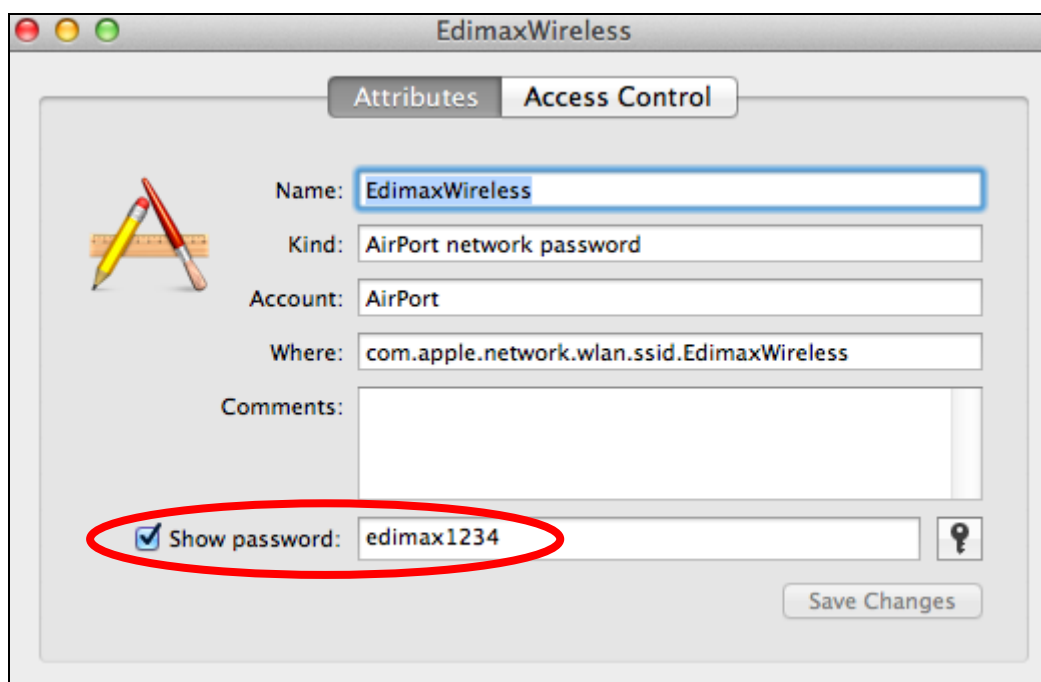 EdimaxWireless
Attributes Access Control
Name: EdimaxWireless
Kind: AirPort network password
Account: AirPort
Where: com.apple.network.wlan.ssid.EdimaxWireless
Comments:
Show password: edimax1234
Save Changes